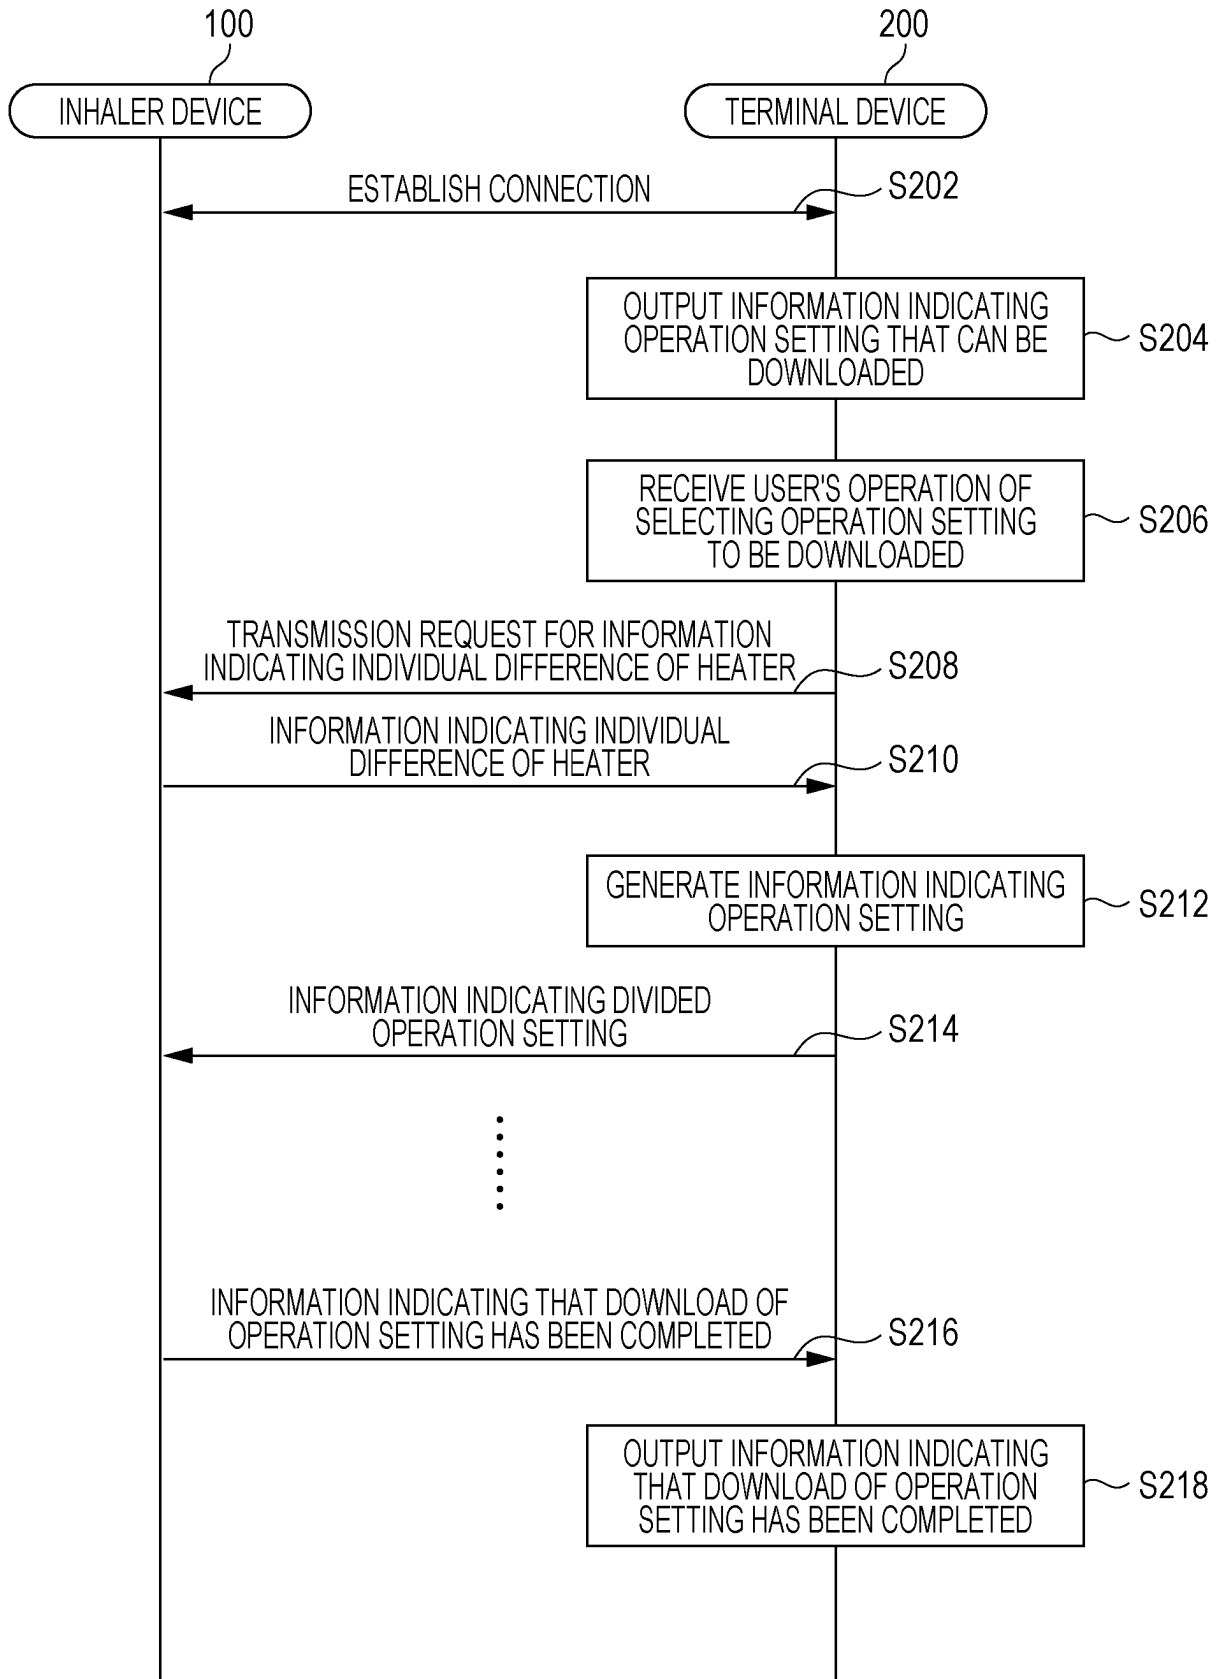 100
200
INHALER DEVICE
TERMINAL DEVICE
ESTABLISH CONNECTION
S202
OUTPUT INFORMATION INDICATING
OPERATION SETTING THAT CAN BE
DOWNLOADED
S204
RECEIVE USER'S OPERATION OF
SELECTING OPERATION SETTING
TO BE DOWNLOADED
S206
TRANSMISSION REQUEST FOR INFORMATION
INDICATING INDIVIDUAL DIFFERENCE OF HEATER
S208
INFORMATION INDICATING INDIVIDUAL
DIFFERENCE OF HEATER
S210
GENERATE INFORMATION INDICATING
OPERATION SETTING
S212
INFORMATION INDICATING DIVIDED
OPERATION SETTING
S214
INFORMATION INDICATING THAT DOWNLOAD OF
OPERATION SETTING HAS BEEN COMPLETED
S216
OUTPUT INFORMATION INDICATING
THAT DOWNLOAD OF OPERATION
SETTING HAS BEEN COMPLETED
S218